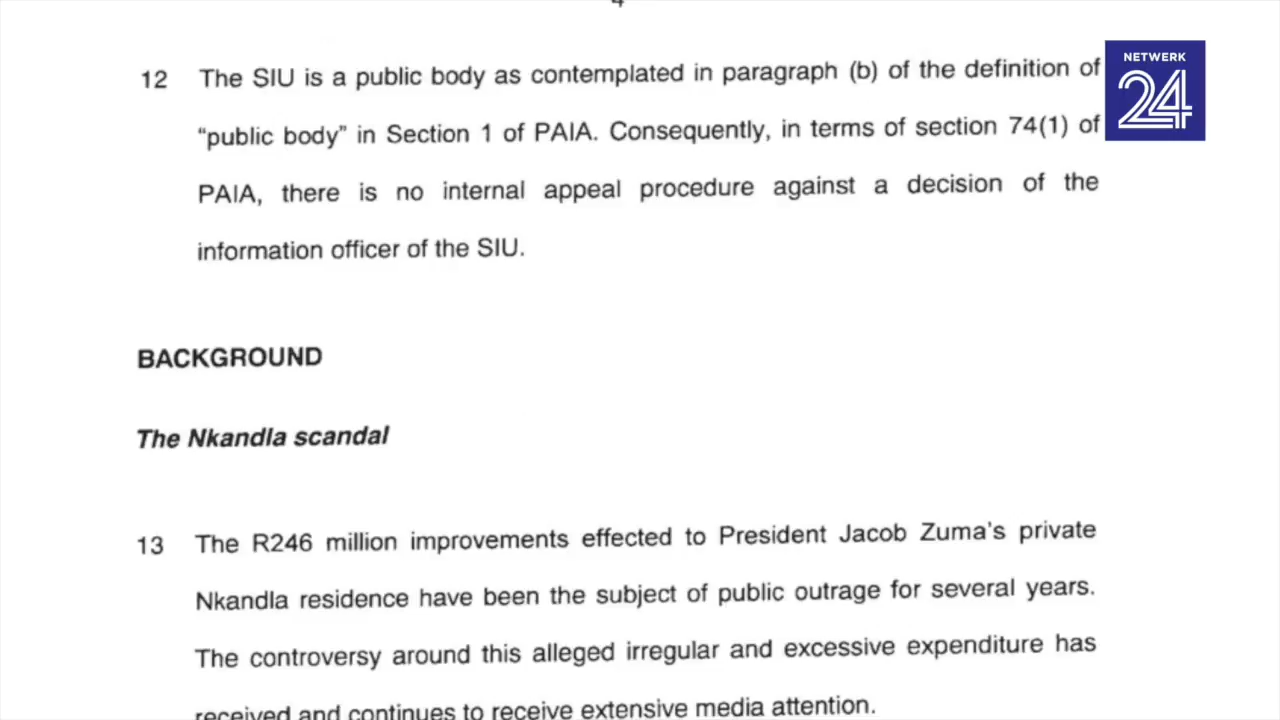 4
12 The SIU is a public body as contemplated in paragraph (b) of the definition of
“public body” in Section 1 of PAIA. Consequently, in terms of section 74(1) of
PAIA, there is no internal appeal procedure against a decision of the
information officer of the SIU.
BACKGROUND
The Nkandla scandal
13 The R246 million improvements effected to President Jacob Zuma’s private
Nkandla residence have been the subject of public outrage for several years.
The controversy around this alleged irregular and excessive expenditure has
received and continues to receive extensive media attention.
NETWERK
24